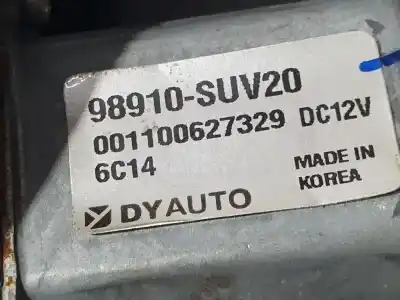 98910-SUV20
001100627329 DC12V
6C14 MADE IN
KOREA
DYAUTO